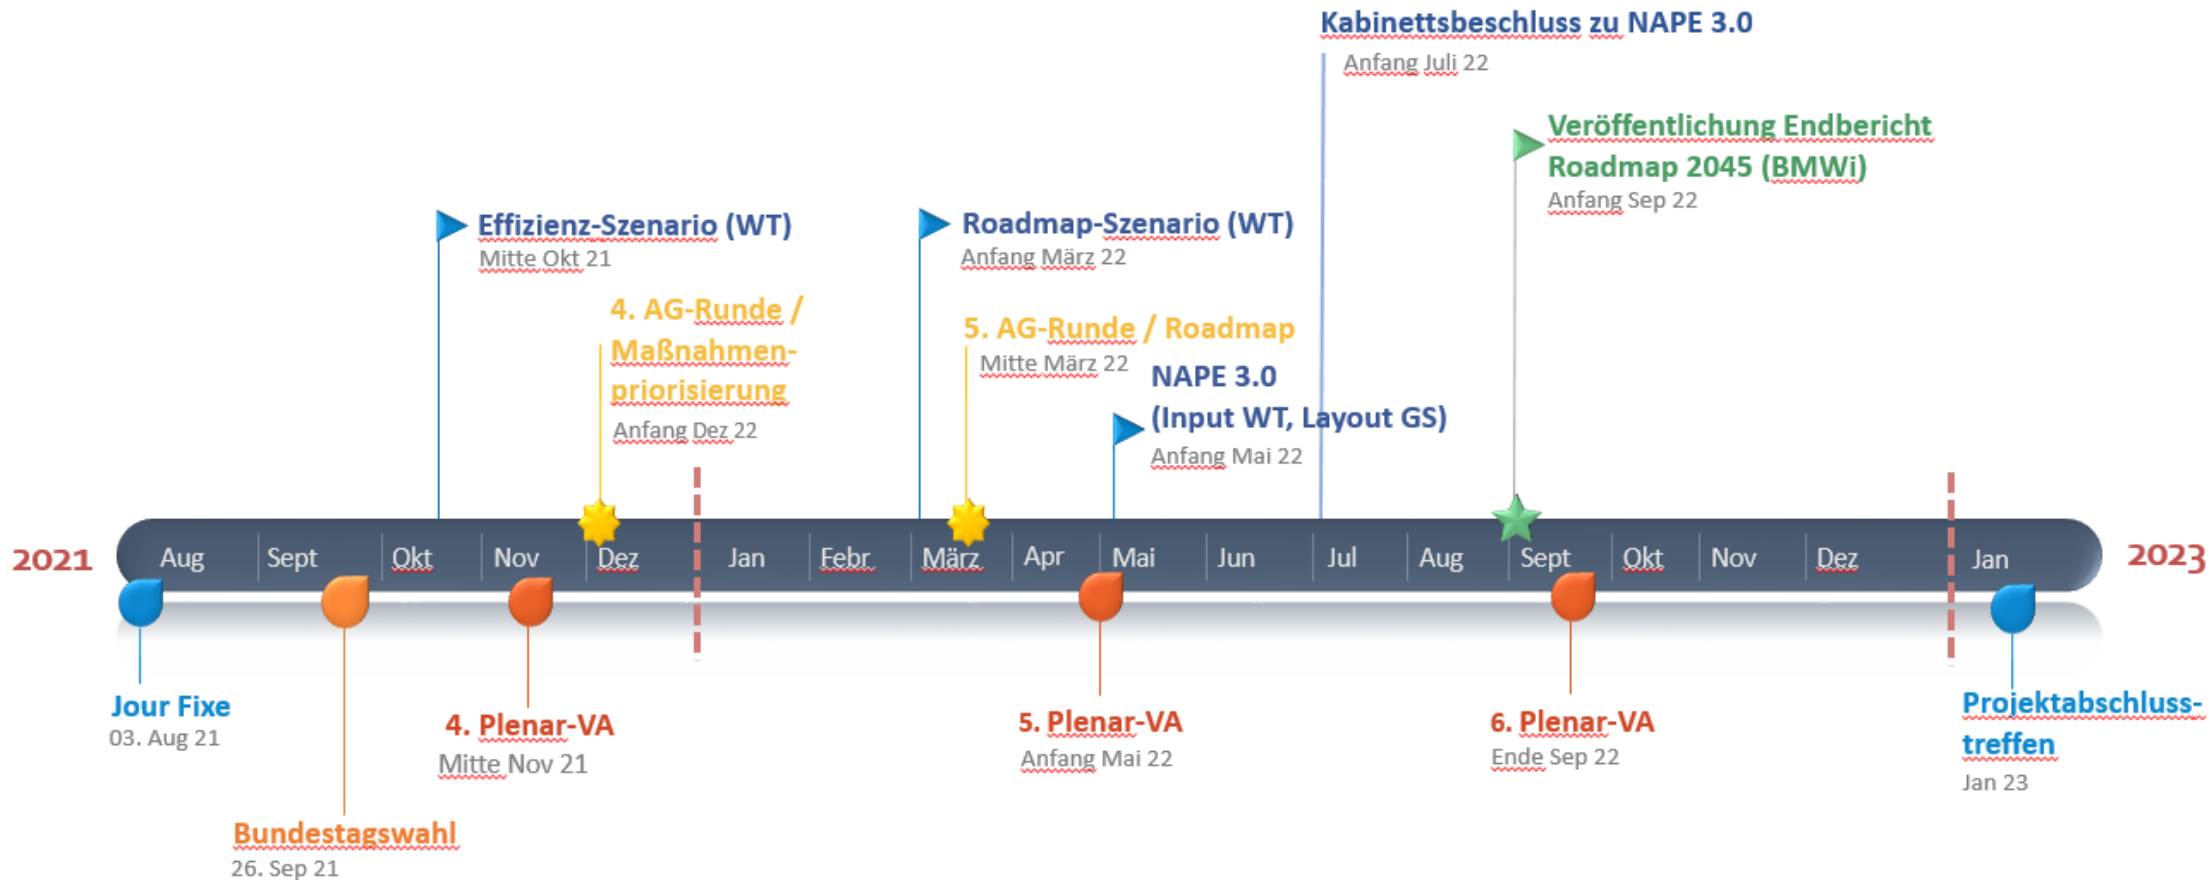 Kabinettsbeschluss zu NAPE 3.0
Anfang Juli 22
Veröffentlichung Endbericht
Roadmap 2045 (BMWi)
Anfang Sep 22
Effizienz-Szenario (WT)
Mitte Okt 21
Roadmap-Szenario (WT)
Anfang März 22
4. AG-Runde /
Maßnahmen-
priorisierung
Anfang Dez 22
5. AG-Runde / Roadmap
Mitte März 22
NAPE 3.0
(Input WT, Layout GS)
Anfang Mai 22
2021 Aug Sept Okt Nov Dez Jan Febr. März Apr Mai Jun Jul Aug Sept Okt Nov Dez Jan 2023
Jour Fixe
03. Aug 21
4. Plenar-VA
Mitte Nov 21
5. Plenar-VA
Anfang Mai 22
6. Plenar-VA
Ende Sep 22
Projektabschluss-
treffen
Jan 23
Bundestagswahl
26. Sep 21